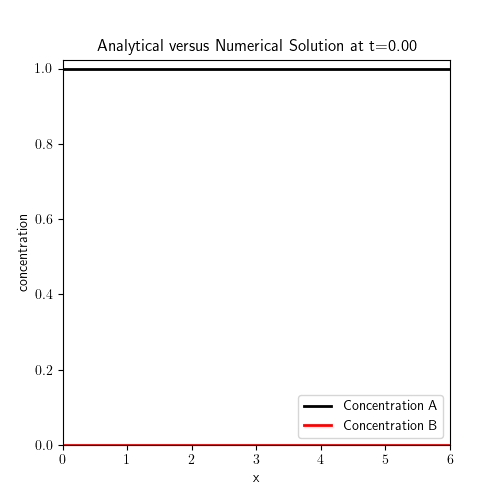 Analytical versus Numerical Solution at t=0.00
1.0
0.8
0.6
0.4
0.2
0.0
concentration
0 1 2 3 4 5 6
x
Concentration A
Concentration B